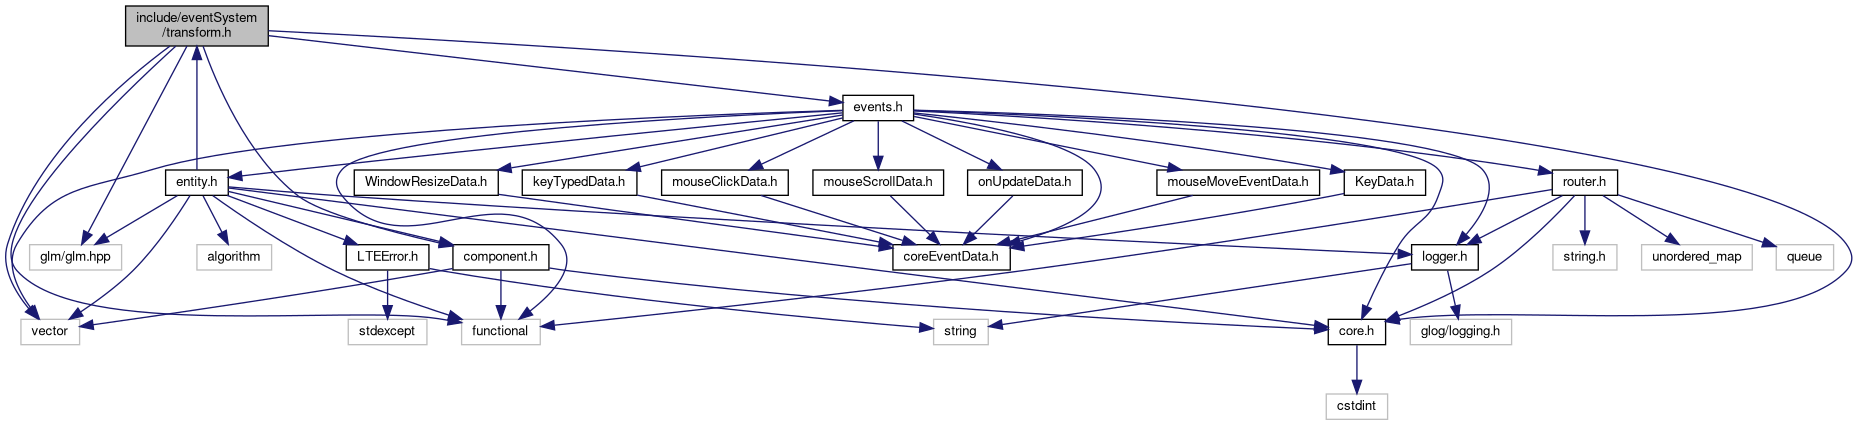 include/eventSystem
/transform.h
events.h
entity.h
WindowResizeData.h
keyTypedData.h
mouseClickData.h
mouseScrollData.h
onUpdateData.h
mouseMoveEventData.h
KeyData.h
router.h
glm/glm.hpp
algorithm
LTEError.h
component.h
coreEventData.h
logger.h
string.h
unordered_map
queue
vector
stdexcept
functional
string
core.h
glog/logging.h
cstdint